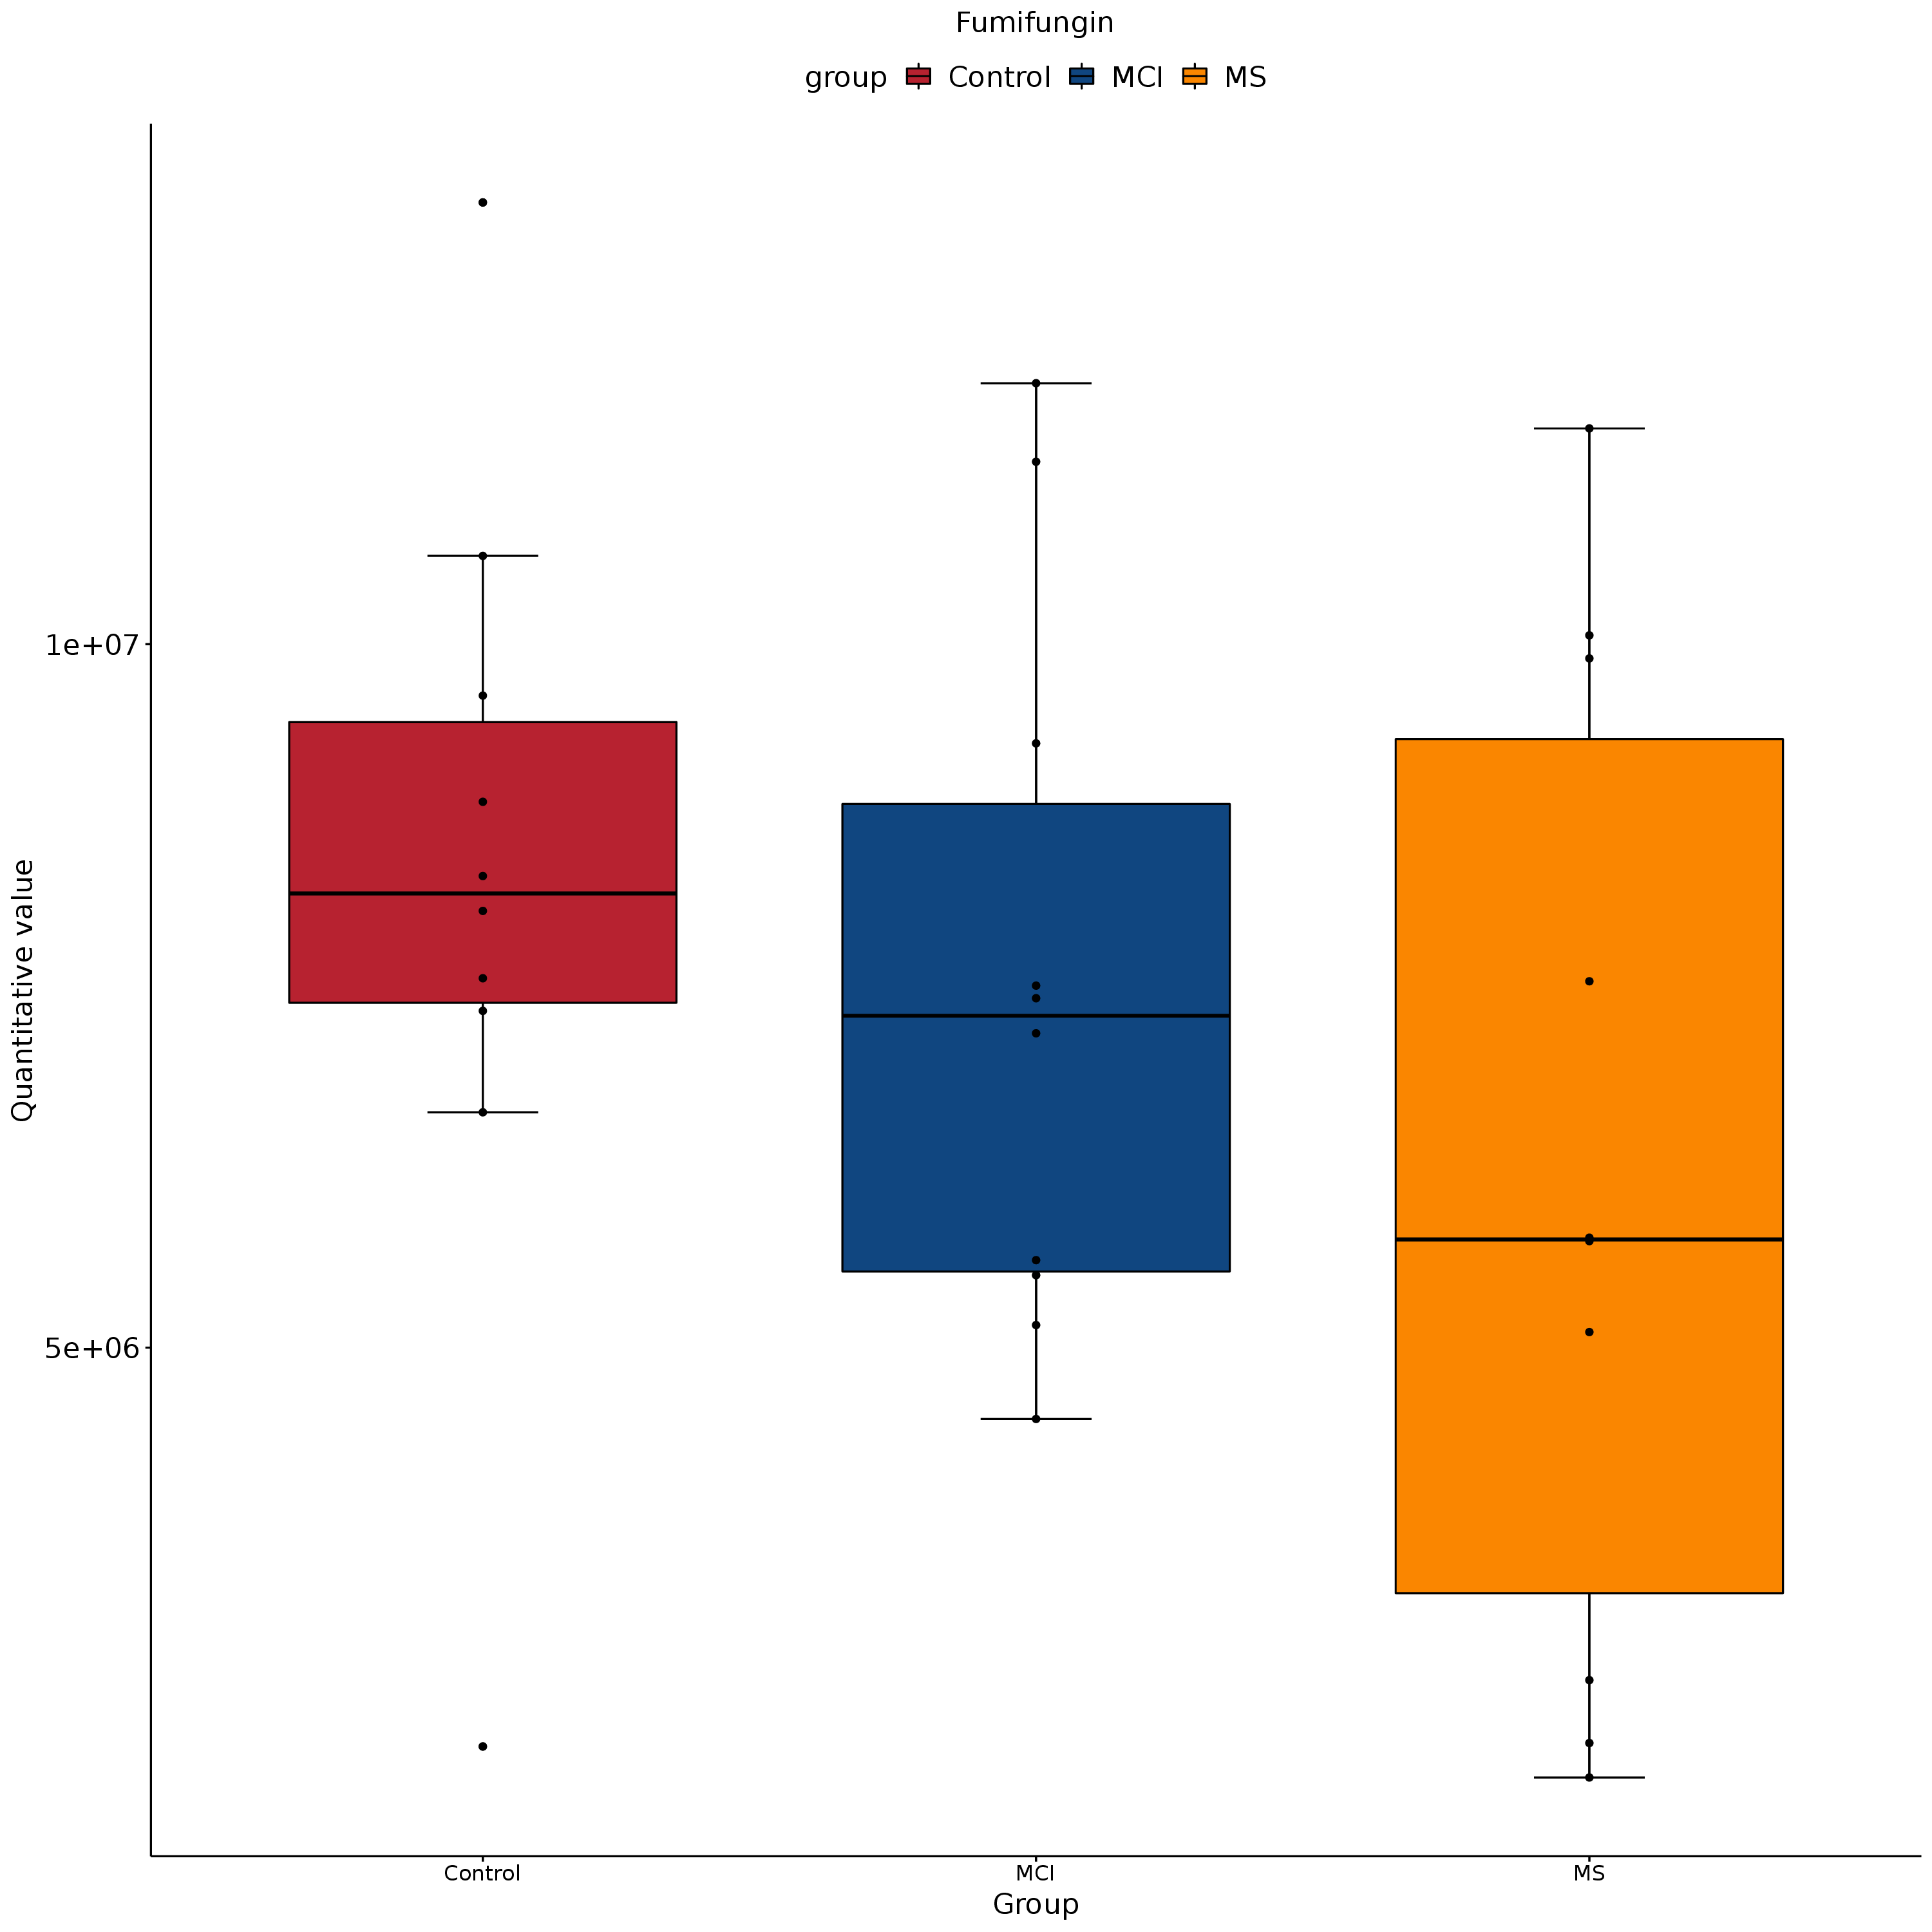 Fumifungin
group Control MCI MS
1e+07
5e+06
Quantitative value
Control MCI MS
Group